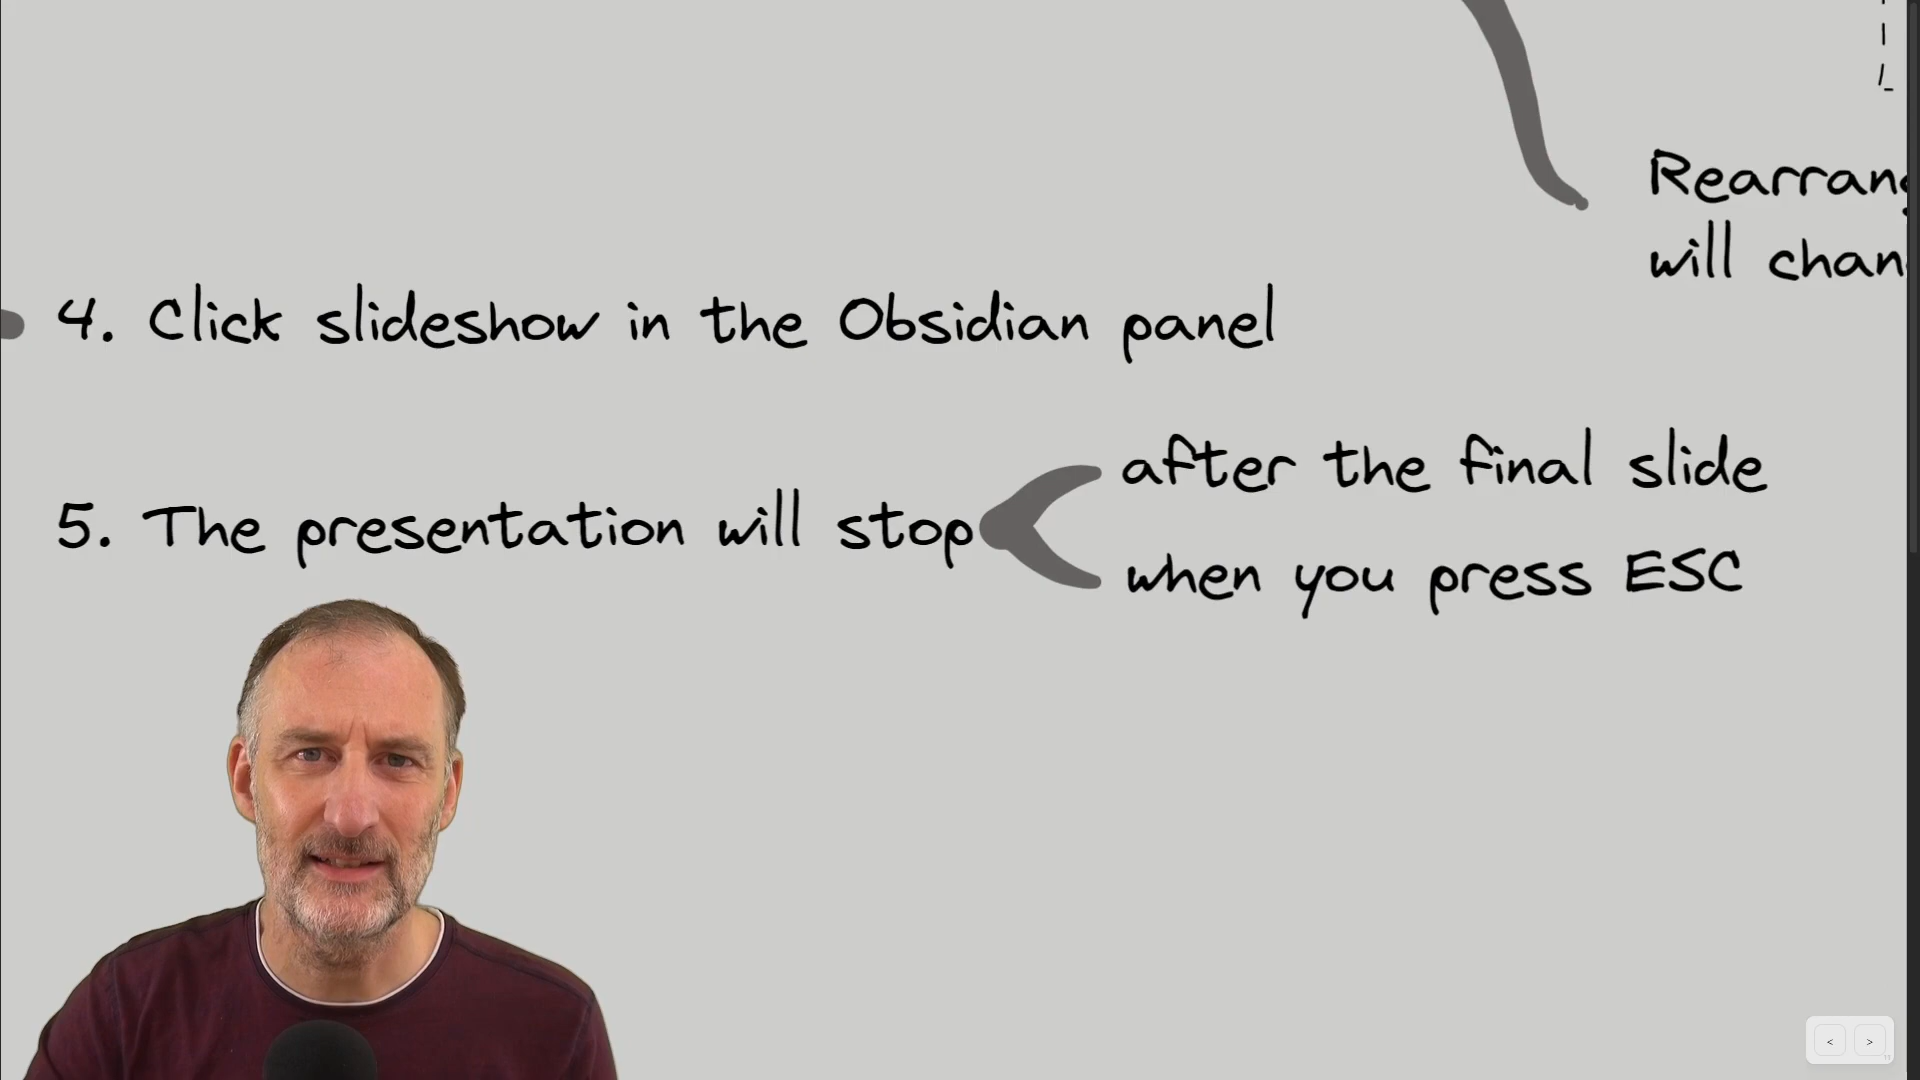 Rearran
will chan
4. Click slideshow in the Obsidian panel
after the final slide
5. The presentation will stop
when you press ESC
< >